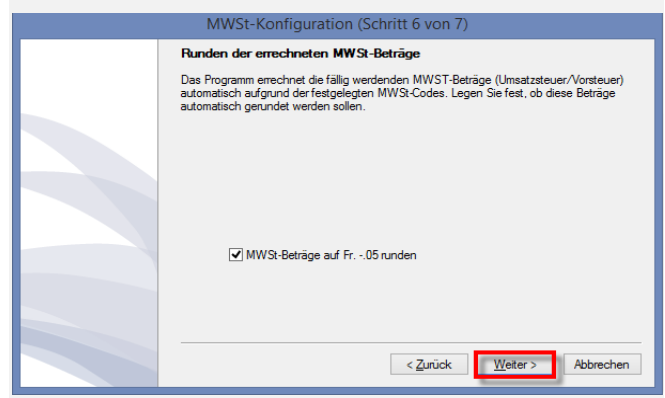 MWSt-Konfiguration (Schritt 6 von 7)
Runden der errechneten MWSt-Beträge
Das Programm errechnet die fällig werdenden MWST-Beträge (Umsatzsteuer/Vorsteuer)
automatisch aufgrund der festgelegten MWSt-Codes. Legen Sie fest, ob diese Beträge
automatisch gerundet werden sollen.
MWSt-Beträge auf Fr. -.05 runden
< Zurück Weiter > Abbrechen